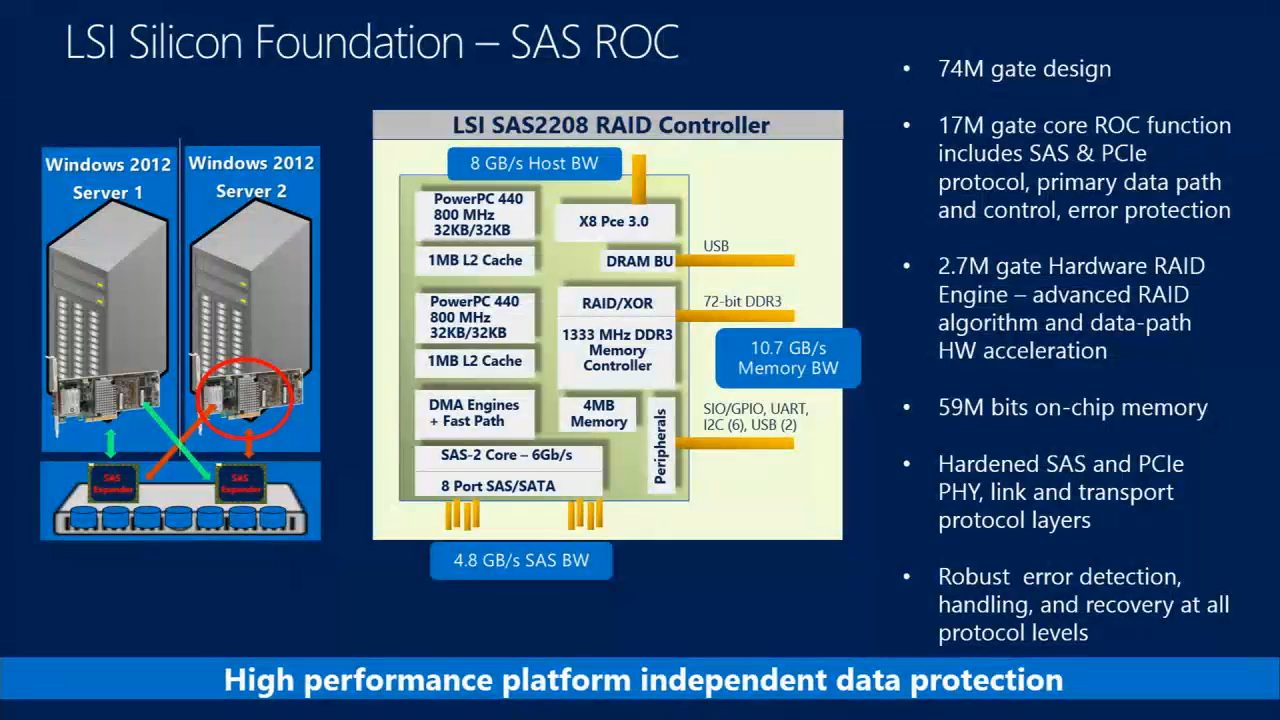 LSI Silicon Foundation – SAS ROC
Windows 2012
Server 1
Windows 2012
Server 2
SAS
Expander
SAS
Expander
LSI SAS2208 RAID Controller
8 GB/s Host BW
PowerPC 440
800 MHz
32KB/32KB
X8 Pce 3.0
1MB L2 Cache
DRAM BU
USB
PowerPC 440
800 MHz
32KB/32KB
RAID/XOR
72-bit DDR3
1333 MHz DDR3
Memory
Controller
1MB L2 Cache
10.7 GB/s
Memory BW
DMA Engines
+ Fast Path
4MB
Memory
Peripherals
SIO/GPIO, UART,
I2C (6), USB (2)
SAS-2 Core – 6Gb/s
8 Port SAS/SATA
4.8 GB/s SAS BW
• 74M gate design
• 17M gate core ROC function
includes SAS & PCIe
protocol, primary data path
and control, error protection
• 2.7M gate Hardware RAID
Engine – advanced RAID
algorithm and data-path
HW acceleration
• 59M bits on-chip memory
• Hardened SAS and PCIe
PHY, link and transport
protocol layers
• Robust  error detection,
handling, and recovery at all
protocol levels
High performance platform independent data protection